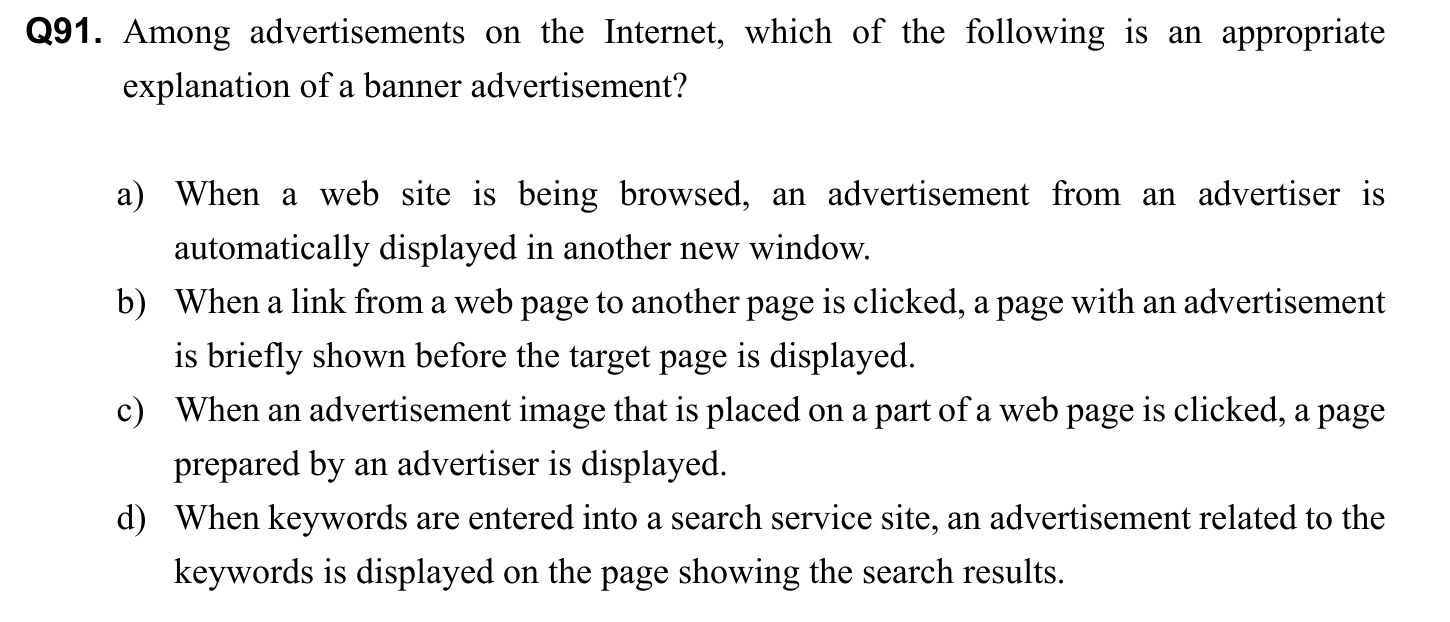 Q91. Among advertisements on the Internet, which of the following is an appropriate
explanation of a banner advertisement?
a) When a web site is being browsed, an advertisement from an advertiser is
automatically displayed in another new window.
b) When a link from a web page to another page is clicked, a page with an advertisement
is briefly shown before the target page is displayed.
c) When an advertisement image that is placed on a part of a web page is clicked, a page
prepared by an advertiser is displayed.
d) When keywords are entered into a search service site, an advertisement related to the
keywords is displayed on the page showing the search results.